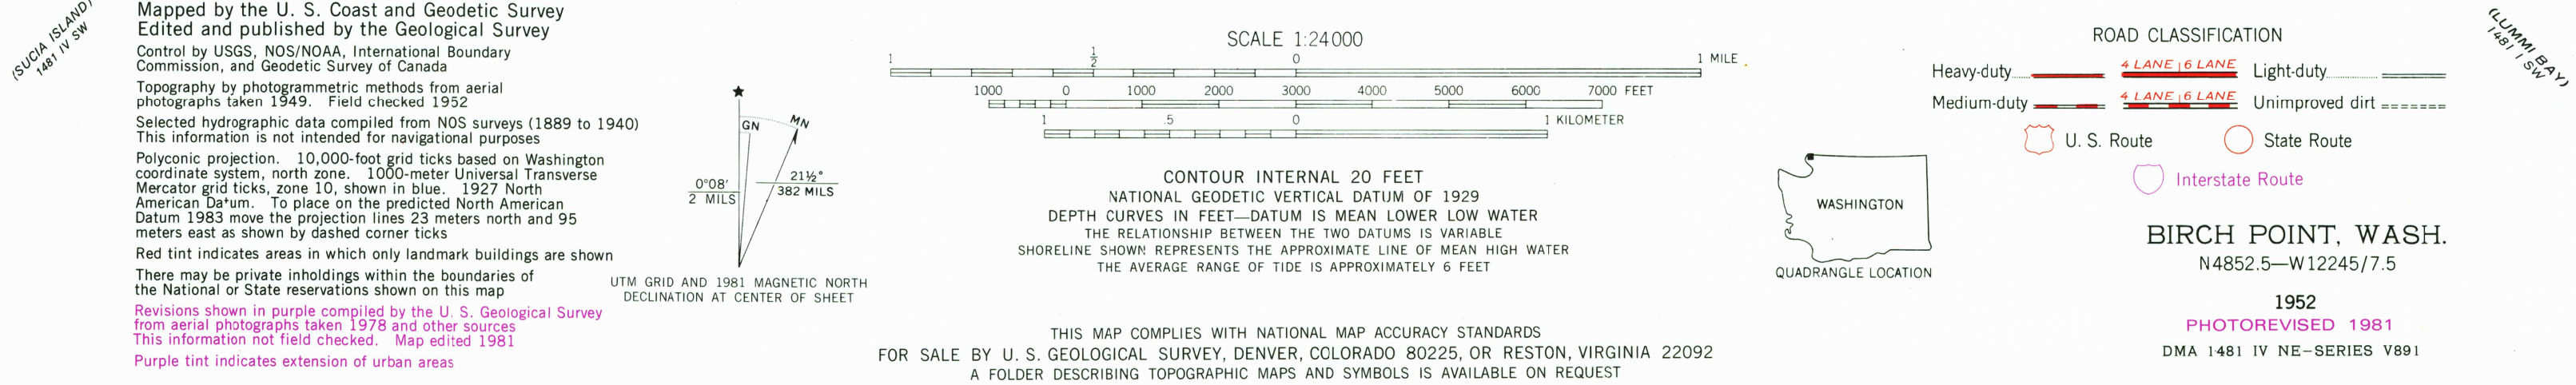 (SUCIA ISLAND)
1481 IV SW
Mapped by the U. S. Coast and Geodetic Survey
Edited and published by the Geological Survey
Control by USGS, NOS/NOAA, International Boundary
Commission, and Geodetic Survey of Canada
Topography by photogrammetric methods from aerial
photographs taken 1949. Field checked 1952
Selected hydrographic data compiled from NOS surveys (1889 to 1940)
This information is not intended for navigational purposes
Polyconic projection. 10,000-foot grid ticks based on Washington
coordinate system, north zone. 1000-meter Universal Transverse
Mercator grid ticks, zone 10, shown in blue. 1927 North
American Datum. To place on the predicted North American
Datum 1983 move the projection lines 23 meters north and 95
meters east as shown by dashed corner ticks
Red tint indicates areas in which only landmark buildings are shown
There may be private inholdings within the boundaries of
the National or State reservations shown on this map
Revisions shown in purple compiled by the U. S. Geological Survey
from aerial photographs taken 1978 and other sources
This information not field checked. Map edited 1981
Purple tint indicates extension of urban areas
★
GN MN
0°08'
2 MILS
21½°
382 MILS
UTM GRID AND 1981 MAGNETIC NORTH
DECLINATION AT CENTER OF SHEET
SCALE 1:24000
1 ½ 0 1 MILE
1000 0 1000 2000 3000 4000 5000 6000 7000 FEET
1 .5 0 1 KILOMETER
CONTOUR INTERNAL 20 FEET
NATIONAL GEODETIC VERTICAL DATUM OF 1929
DEPTH CURVES IN FEET—DATUM IS MEAN LOWER LOW WATER
THE RELATIONSHIP BETWEEN THE TWO DATUMS IS VARIABLE
SHORELINE SHOWN REPRESENTS THE APPROXIMATE LINE OF MEAN HIGH WATER
THE AVERAGE RANGE OF TIDE IS APPROXIMATELY 6 FEET
THIS MAP COMPLIES WITH NATIONAL MAP ACCURACY STANDARDS
FOR SALE BY U. S. GEOLOGICAL SURVEY, DENVER, COLORADO 80225, OR RESTON, VIRGINIA 22092
A FOLDER DESCRIBING TOPOGRAPHIC MAPS AND SYMBOLS IS AVAILABLE ON REQUEST
WASHINGTON
QUADRANGLE LOCATION
ROAD CLASSIFICATION
Heavy-duty 4 LANE 6 LANE Light-duty
Medium-duty 4 LANE 6 LANE Unimproved dirt
U. S. Route State Route
Interstate Route
BIRCH POINT, WASH.
N4852.5—W12245/7.5
1952
PHOTOREVISED 1981
DMA 1481 IV NE-SERIES V891
(LUMMI BAY)
1481 I SW